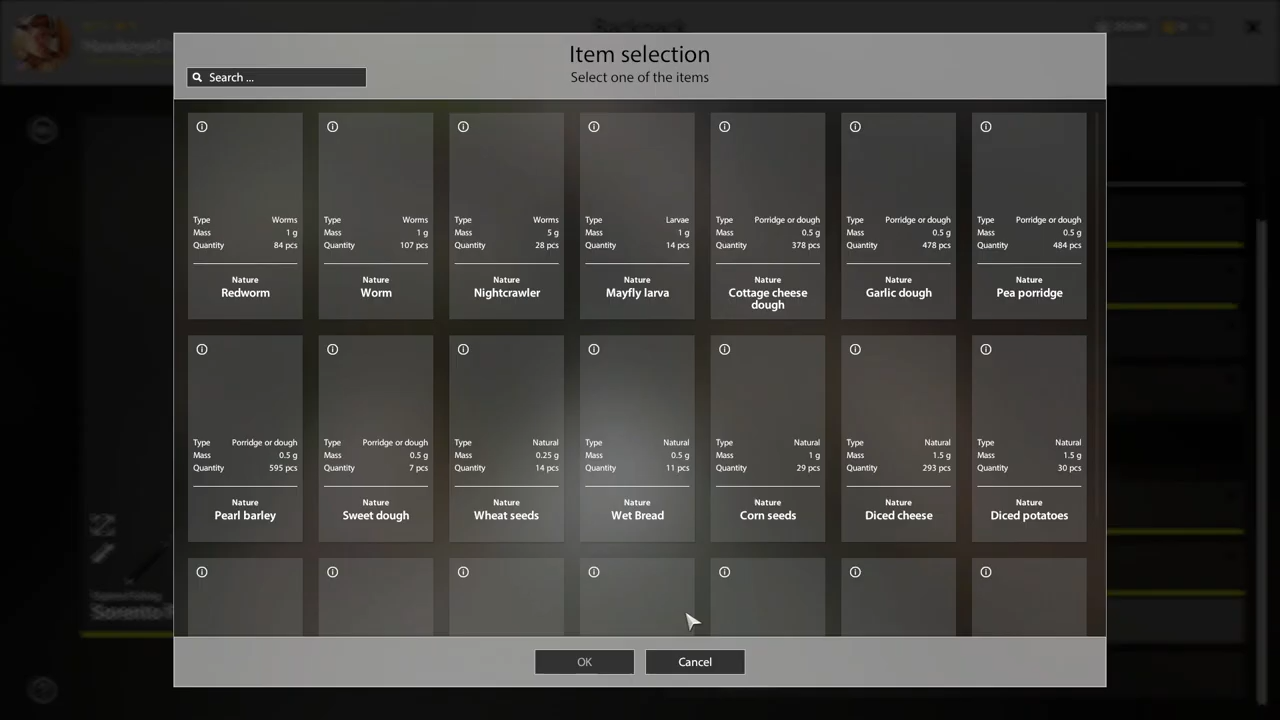 Item selection
Search ...
Select one of the items
Type Worms
Mass 1 g
Quantity 84 pcs
Nature
Redworm
Type Worms
Mass 1 g
Quantity 107 pcs
Nature
Worm
Type Worms
Mass 5 g
Quantity 28 pcs
Nature
Nightcrawler
Type Larvae
Mass 1 g
Quantity 14 pcs
Nature
Mayfly larva
Type Porridge or dough
Mass 0.5 g
Quantity 378 pcs
Nature
Cottage cheese
dough
Type Porridge or dough
Mass 0.5 g
Quantity 478 pcs
Nature
Garlic dough
Type Porridge or dough
Mass 0.5 g
Quantity 484 pcs
Nature
Pea porridge
Type Porridge or dough
Mass 0.5 g
Quantity 595 pcs
Nature
Pearl barley
Type Porridge or dough
Mass 0.5 g
Quantity 7 pcs
Nature
Sweet dough
Type Natural
Mass 0.25 g
Quantity 14 pcs
Nature
Wheat seeds
Type Natural
Mass 0.5 g
Quantity 11 pcs
Nature
Wet Bread
Type Natural
Mass 1 g
Quantity 29 pcs
Nature
Corn seeds
Type Natural
Mass 1.5 g
Quantity 293 pcs
Nature
Diced cheese
Type Natural
Mass 1.5 g
Quantity 30 pcs
Nature
Diced potatoes
Sorento
OK
Cancel